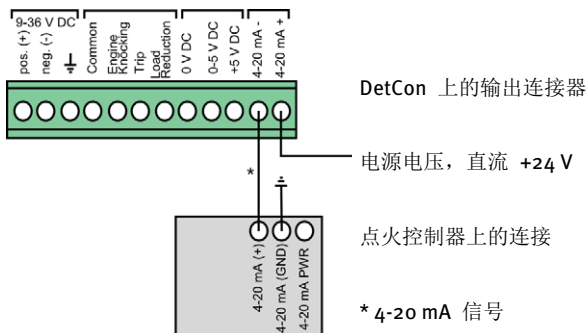 9-36 V DC
pos. (+)
neg. (-)
Common
Engine
Knocking
Trip
Load
Reduction
0 V DC
0-5 V DC
+5 V DC
4-20 mA -
4-20 mA +
DetCon 上的输出连接器
电源电压，直流 +24 V
*
点火控制器上的连接
4-20 mA (+)
4-20 mA (GND)
4-20 mA PWR
* 4-20 mA 信号